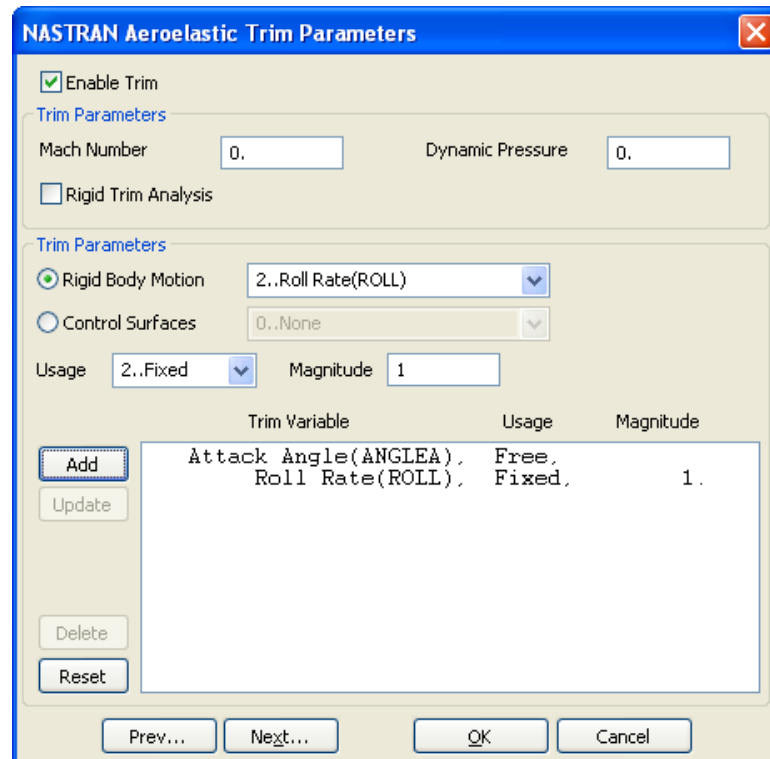 NASTRAN Aeroelastic Trim Parameters
Enable Trim
Trim Parameters
Mach Number 0. Dynamic Pressure 0.
Rigid Trim Analysis
Trim Parameters
Rigid Body Motion 2..Roll Rate(ROLL)
Control Surfaces 0..None
Usage 2..Fixed Magnitude 1
Trim Variable Usage Magnitude
Add Attack Angle(ANGLEA), Free,
Roll Rate(ROLL), Fixed, 1.
Update
Delete
Reset
Prev... Next... OK Cancel